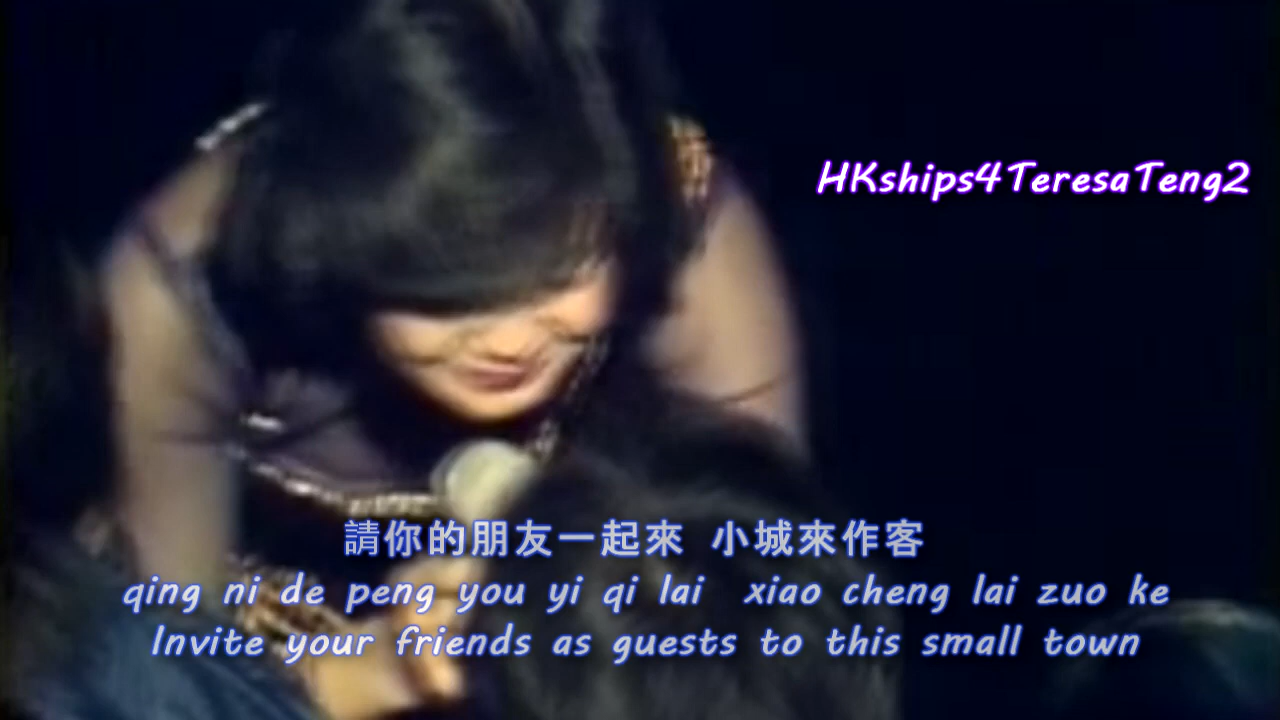 HKships4TeresaTeng2
請你的朋友一起來 小城來作客
qing ni de peng you yi qi lai xiao cheng lai zuo ke
Invite your friends as guests to this small town